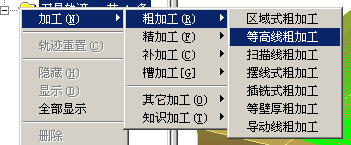 加工(N)
轨迹重置(C)
隐藏(H)
显示(D)
全部显示
删除
粗加工(R)
精加工(F)
补加工(C)
槽加工[G]
其它加工(O)
知识加工(T)
区域式粗加工
等高线粗加工
扫描线粗加工
摆线式粗加工
插铣式粗加工
等壁厚粗加工
导动线粗加工